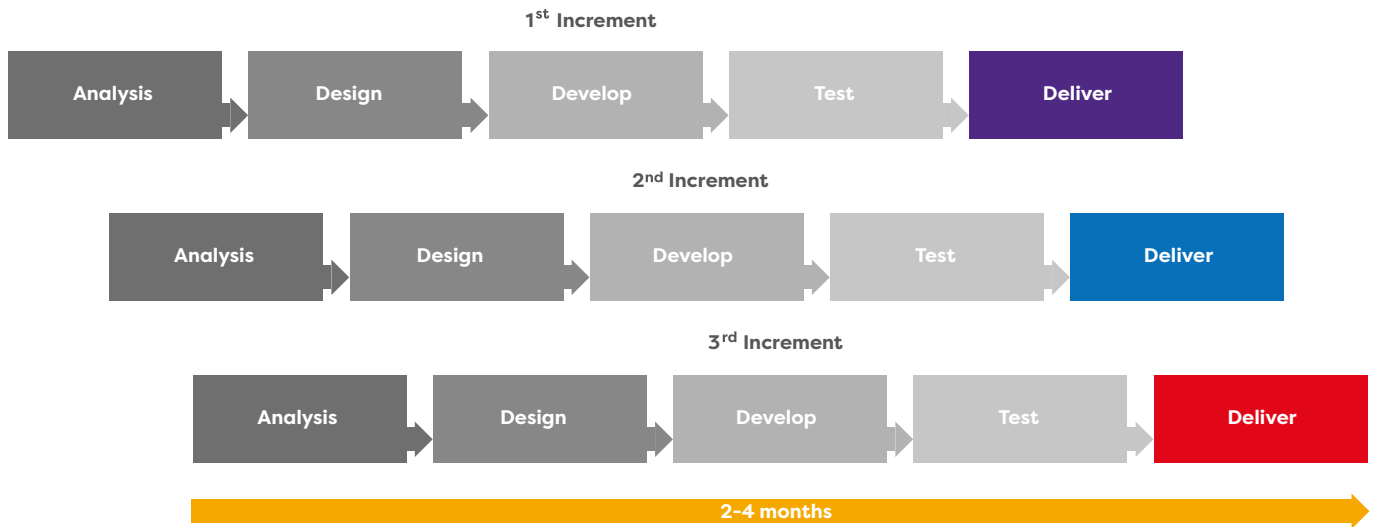 1st Increment
Analysis Design Develop Test Deliver
2nd Increment
Analysis Design Develop Test Deliver
3rd Increment
Analysis Design Develop Test Deliver
2-4 months